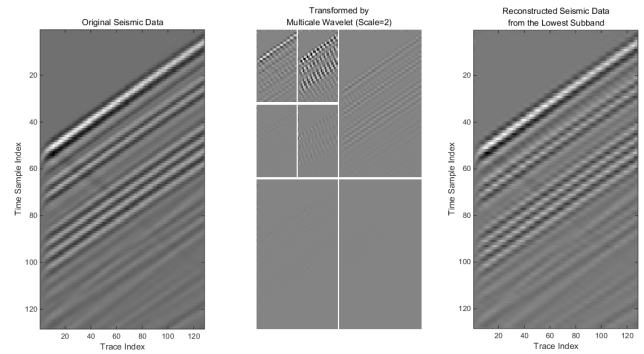 Original Seismic Data
20
40
60
80
100
120
Time Sample Index
20 40 60 80 100 120
Trace Index
Transformed by
Multicale Wavelet (Scale=2)
Reconstructed Seismic Data
from the Lowest Subband
20
40
60
80
100
120
Time Sample Index
20 40 60 80 100 120
Trace Index